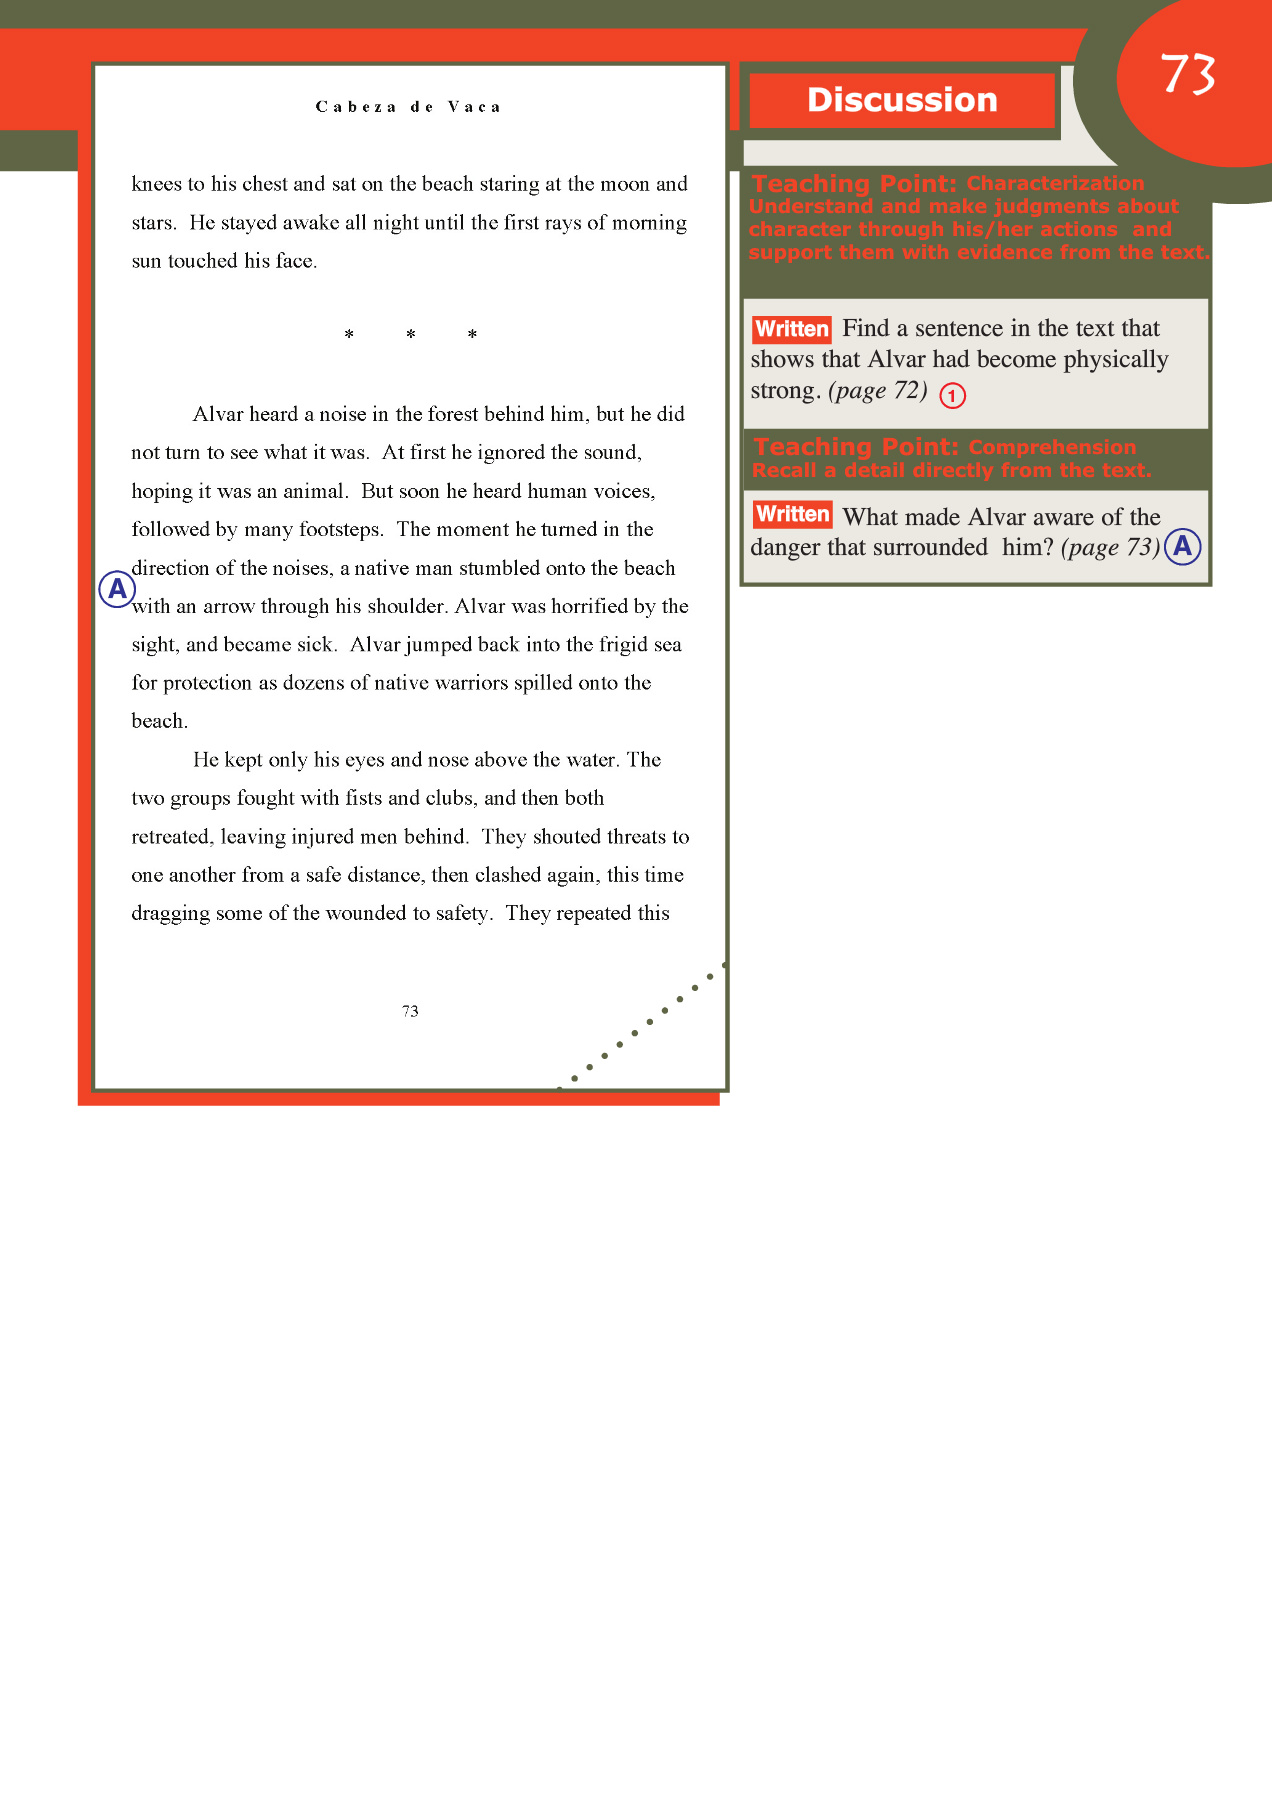 73
Cabeza de Vaca
knees to his chest and sat on the beach staring at the moon and
stars.  He stayed awake all night until the first rays of morning
sun touched his face.
* * *
Alvar heard a noise in the forest behind him, but he did
not turn to see what it was.  At first he ignored the sound,
hoping it was an animal.  But soon he heard human voices,
followed by many footsteps.  The moment he turned in the
direction of the noises, a native man stumbled onto the beach
A
with an arrow through his shoulder. Alvar was horrified by the
sight, and became sick.  Alvar jumped back into the frigid sea
for protection as dozens of native warriors spilled onto the
beach.
He kept only his eyes and nose above the water. The
two groups fought with fists and clubs, and then both
retreated, leaving injured men behind.  They shouted threats to
one another from a safe distance, then clashed again, this time
dragging some of the wounded to safety.  They repeated this
73
Discussion
Teaching Point: Characterization
Understand and make judgments about
character through his/her actions  and
support them with evidence from the text.
Written Find a sentence in the text that
shows that Alvar had become physically
strong. (page 72) 1
Teaching Point: Comprehension
Recall a detail directly from the text.
Written What made Alvar aware of the
danger that surrounded  him? (page 73) A